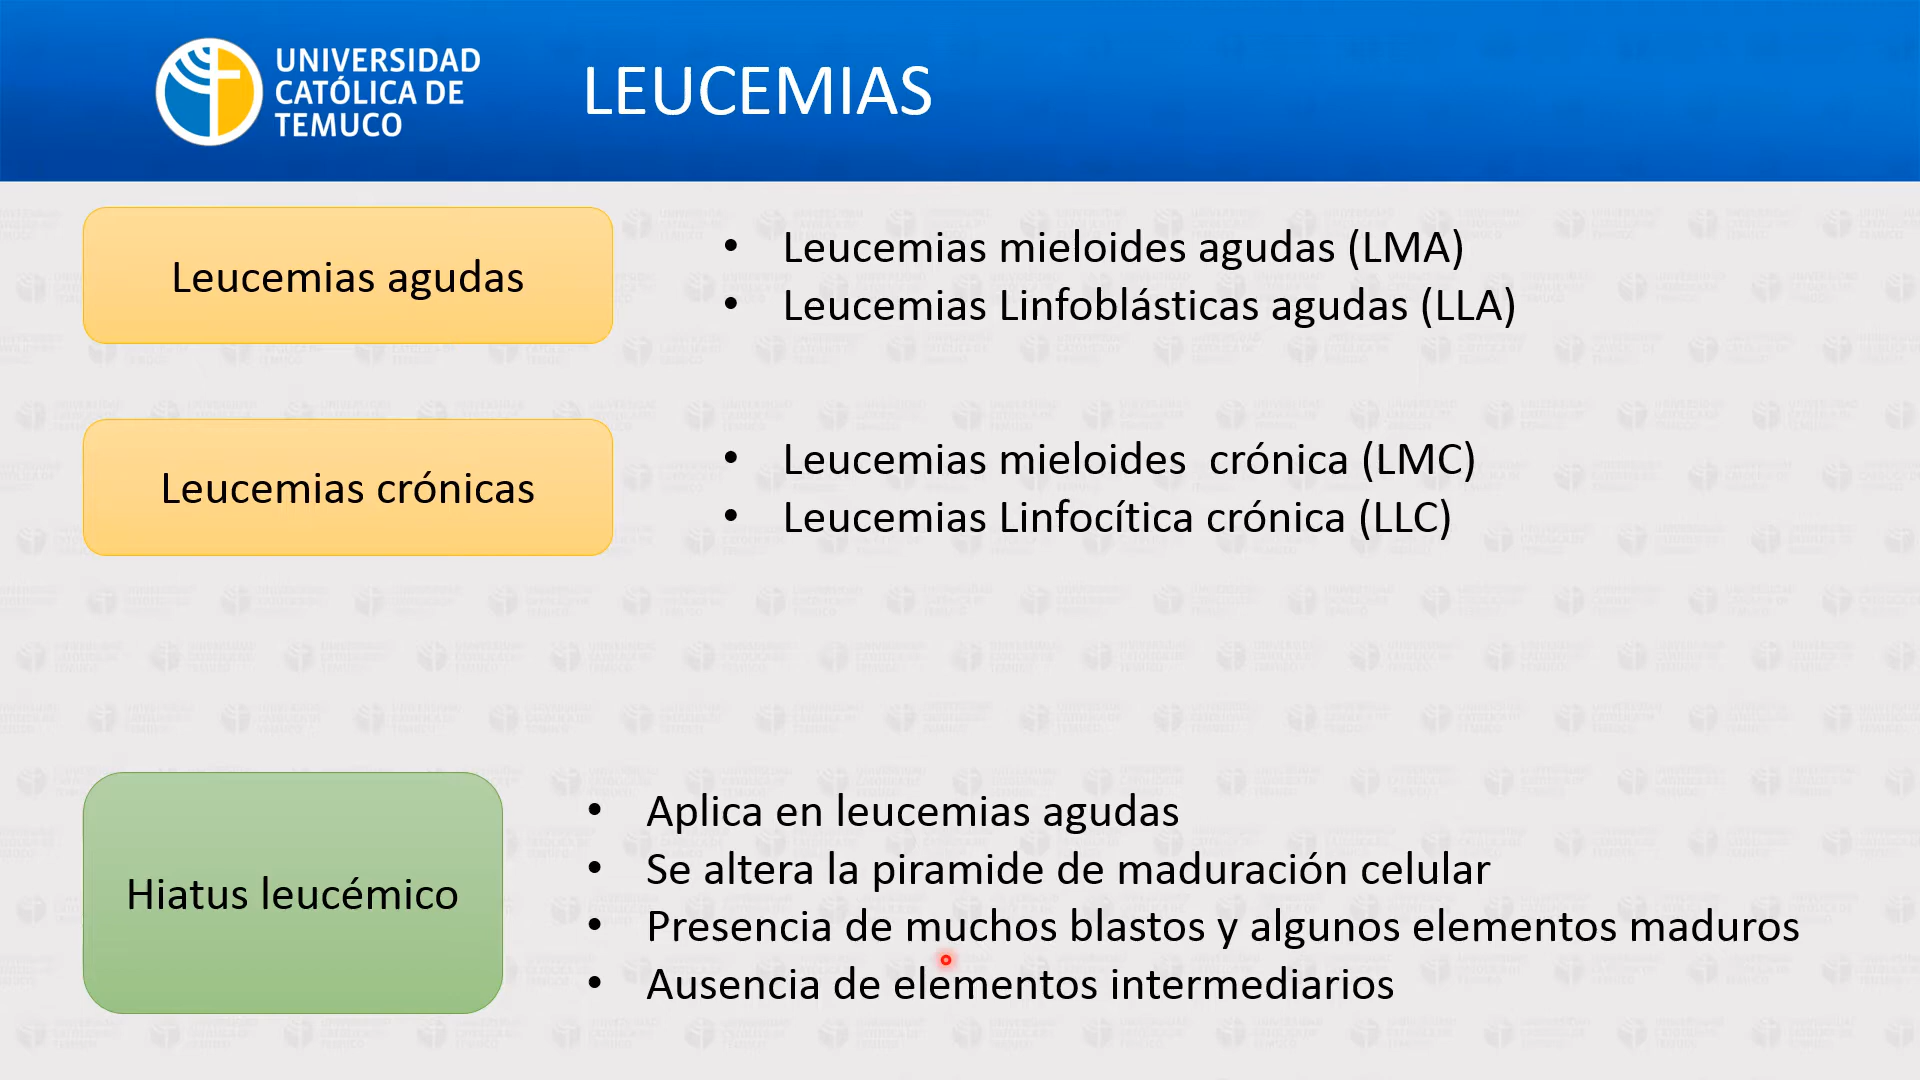 UNIVERSIDAD
CATÓLICA DE
TEMUCO
LEUCEMIAS
Leucemias agudas
• Leucemias mieloides agudas (LMA)
• Leucemias Linfoblásticas agudas (LLA)
Leucemias crónicas
• Leucemias mieloides  crónica (LMC)
• Leucemias Linfocítica crónica (LLC)
Hiatus leucémico
• Aplica en leucemias agudas
• Se altera la piramide de maduración celular
• Presencia de muchos blastos y algunos elementos maduros
• Ausencia de elementos intermediarios